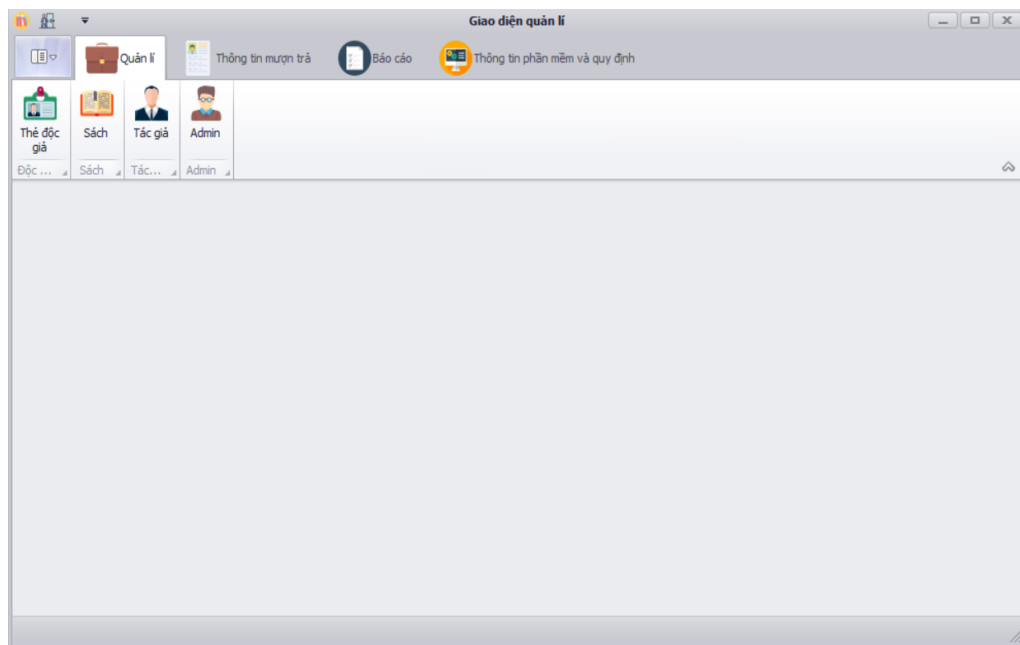 Giao diện quản lí
Quản lí
Thông tin mượn trả
Báo cáo
Thông tin phần mềm và quy định
Thẻ độc
giả
Sách
Tác giả
Admin
Độc ...
Sách
Tác...
Admin